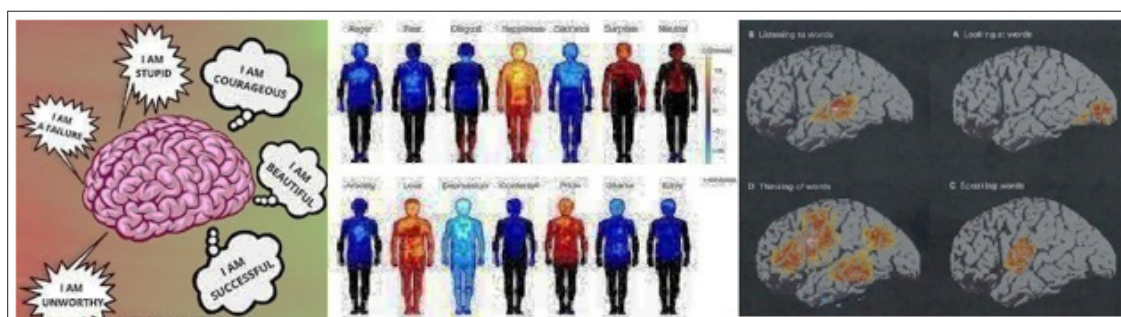 I AM
STUPID
I AM
COURAGEOUS
I AM
A FAILURE
I AM
BEAUTIFUL
I AM
SUCCESSFUL
I AM
UNWORTHY
Anger
Fear
Disgust
Happiness
Sadness
Surprise
Neutral
Anxiety
Love
Depression
Contempt
Pride
Shame
Envy
B Listening to words
A Looking at words
D Thinking of words
C Speaking words